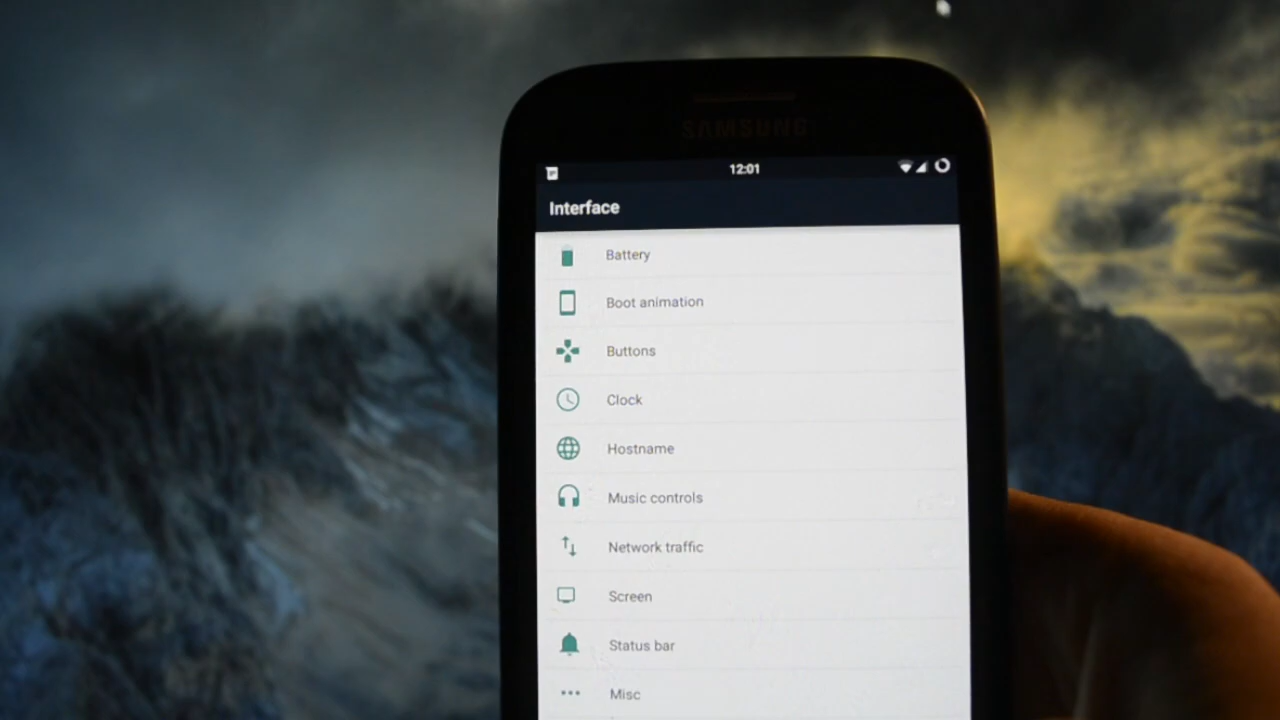 SAMSUNG
12:01
Interface
Battery
Boot animation
Buttons
Clock
Hostname
Music controls
Network traffic
Screen
Status bar
Misc